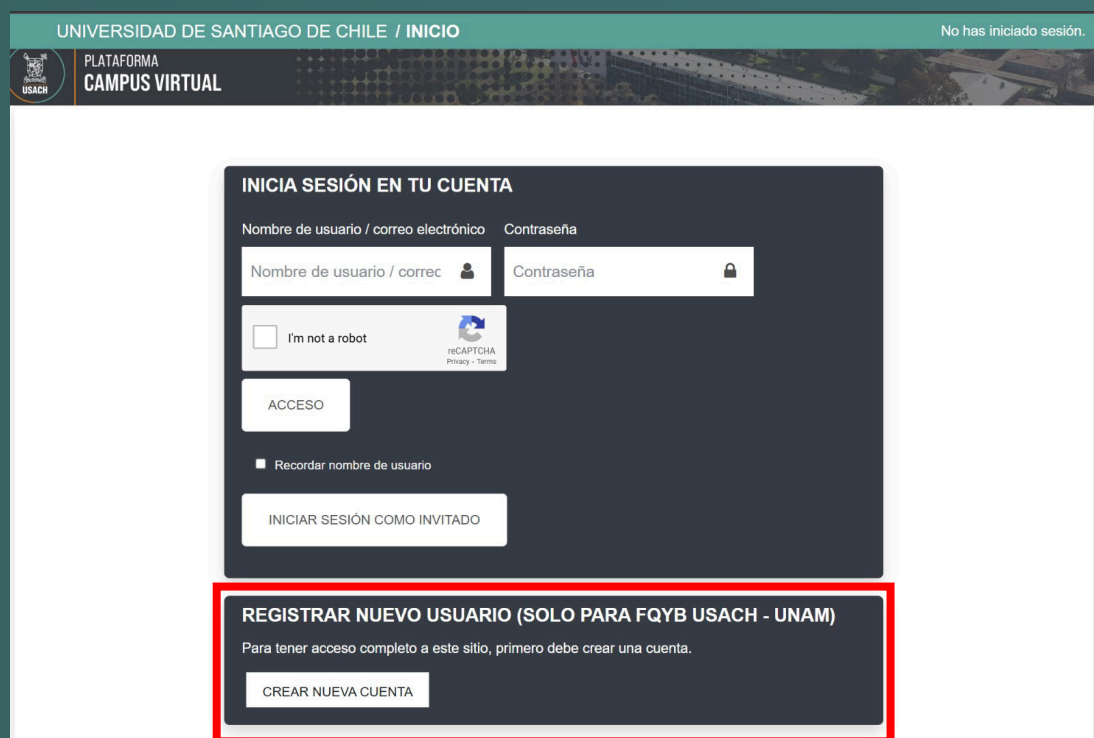 UNIVERSIDAD DE SANTIAGO DE CHILE / INICIO
No has iniciado sesión.
USACH
PLATAFORMA
CAMPUS VIRTUAL
INICIA SESIÓN EN TU CUENTA
Nombre de usuario / correo electrónico Contraseña
Nombre de usuario / correc Contraseña
I'm not a robot
reCAPTCHA
Privacy - Terms
ACCESO
Recordar nombre de usuario
INICIAR SESIÓN COMO INVITADO
REGISTRAR NUEVO USUARIO (SOLO PARA FQYB USACH - UNAM)
Para tener acceso completo a este sitio, primero debe crear una cuenta.
CREAR NUEVA CUENTA